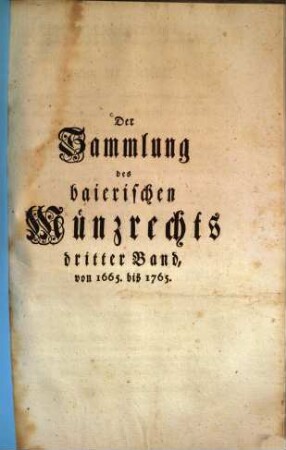 Der
Sammlung
des
baierischen
Münzrechts
dritter Band,
von 1665. bis 1765.